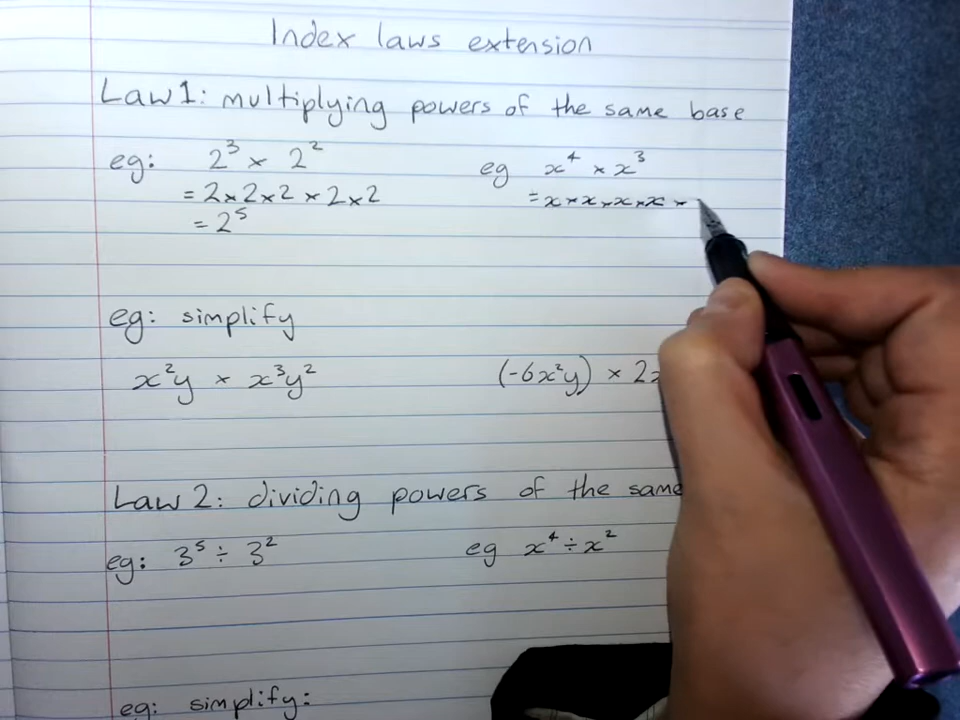 Index laws extension
Law 1: multiplying powers of the same base
eg: 2³ × 2² eg x⁴ × x³
= 2×2×2 × 2×2 = x × x × x × x ×
= 2⁵
eg: simplify
x²y × x³y² (-6x²y) × 2
Law 2: dividing powers of the same
eg: 3⁵ ÷ 3² eg x⁴ ÷ x²
eg: simplify: